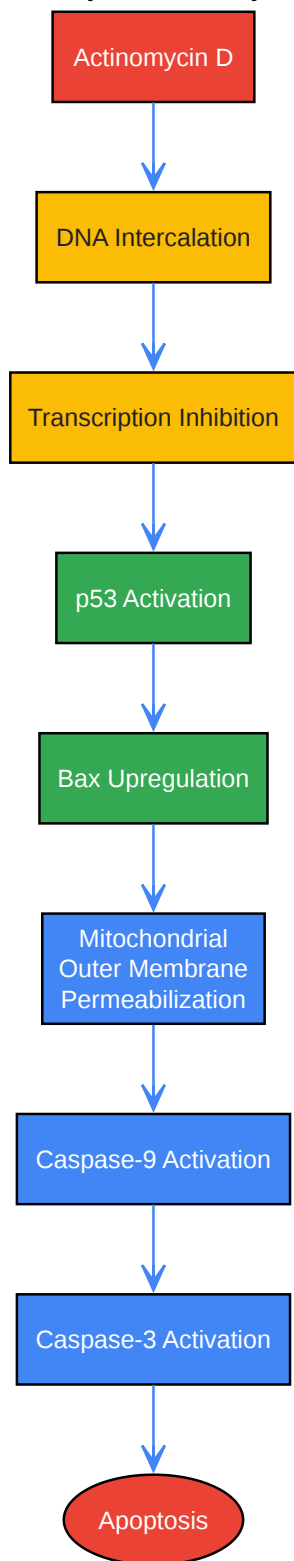 Actinomycin D
DNA Intercalation
Transcription Inhibition
p53 Activation
Bax Upregulation
Mitochondrial
Outer Membrane
Permeabilization
Caspase-9 Activation
Caspase-3 Activation
Apoptosis